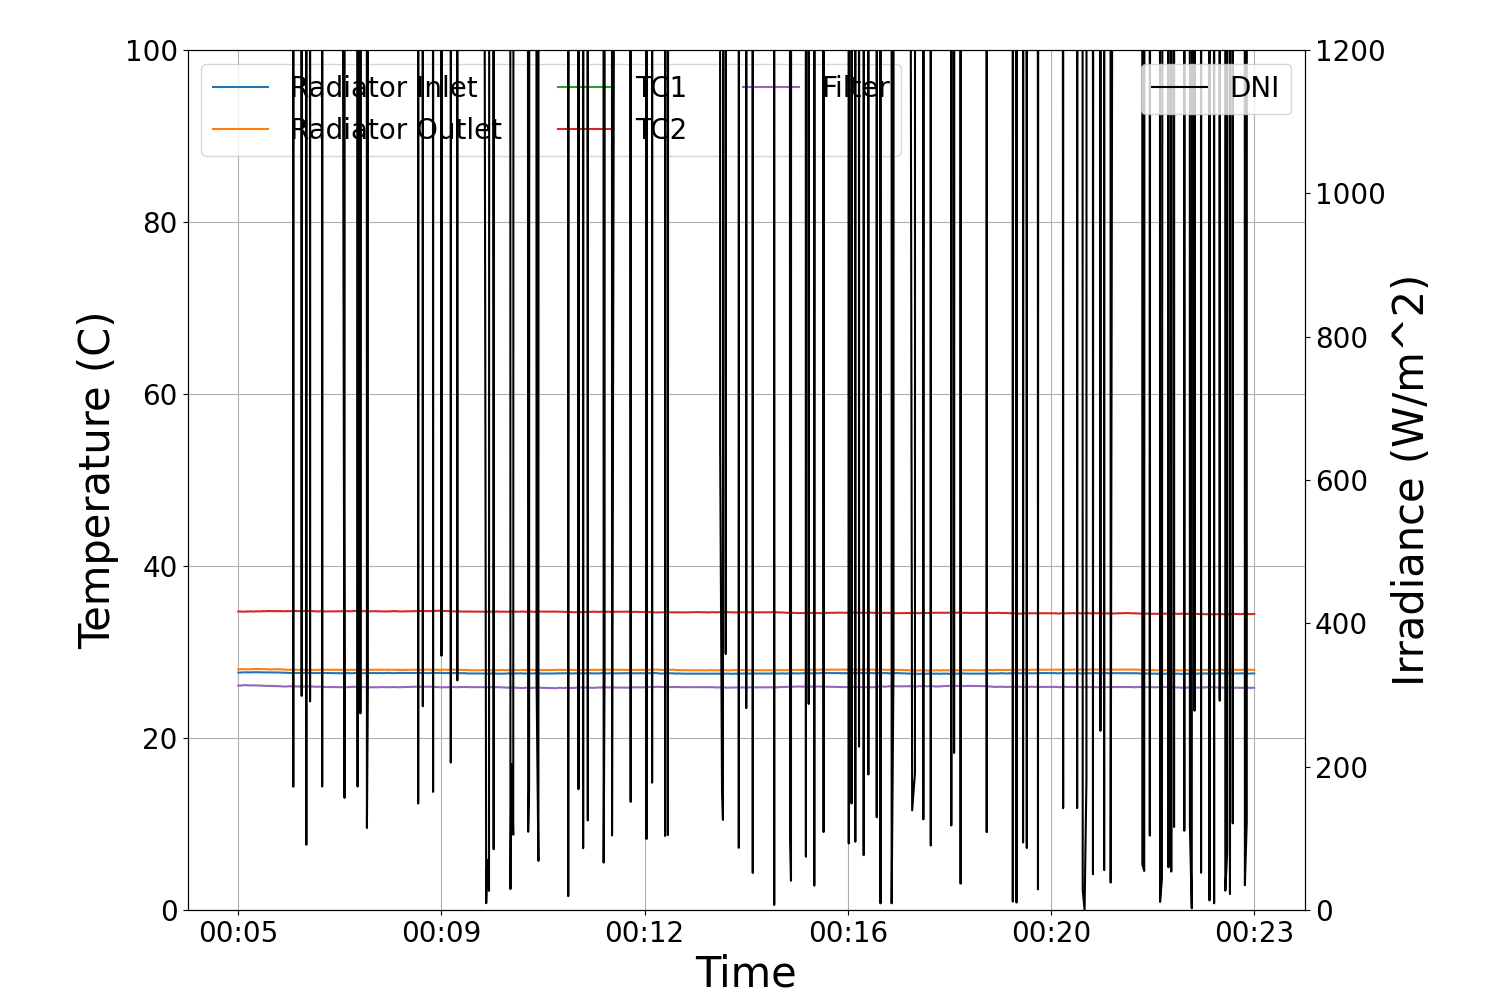 100
80
60
40
20
0
Temperature (C)
Radiator Inlet
Radiator Outlet
TC1
TC2
Filter
DNI
1200
1000
800
600
400
200
0
Irradiance (W/m^2)
00:05 00:09 00:12 00:16 00:20 00:23
Time